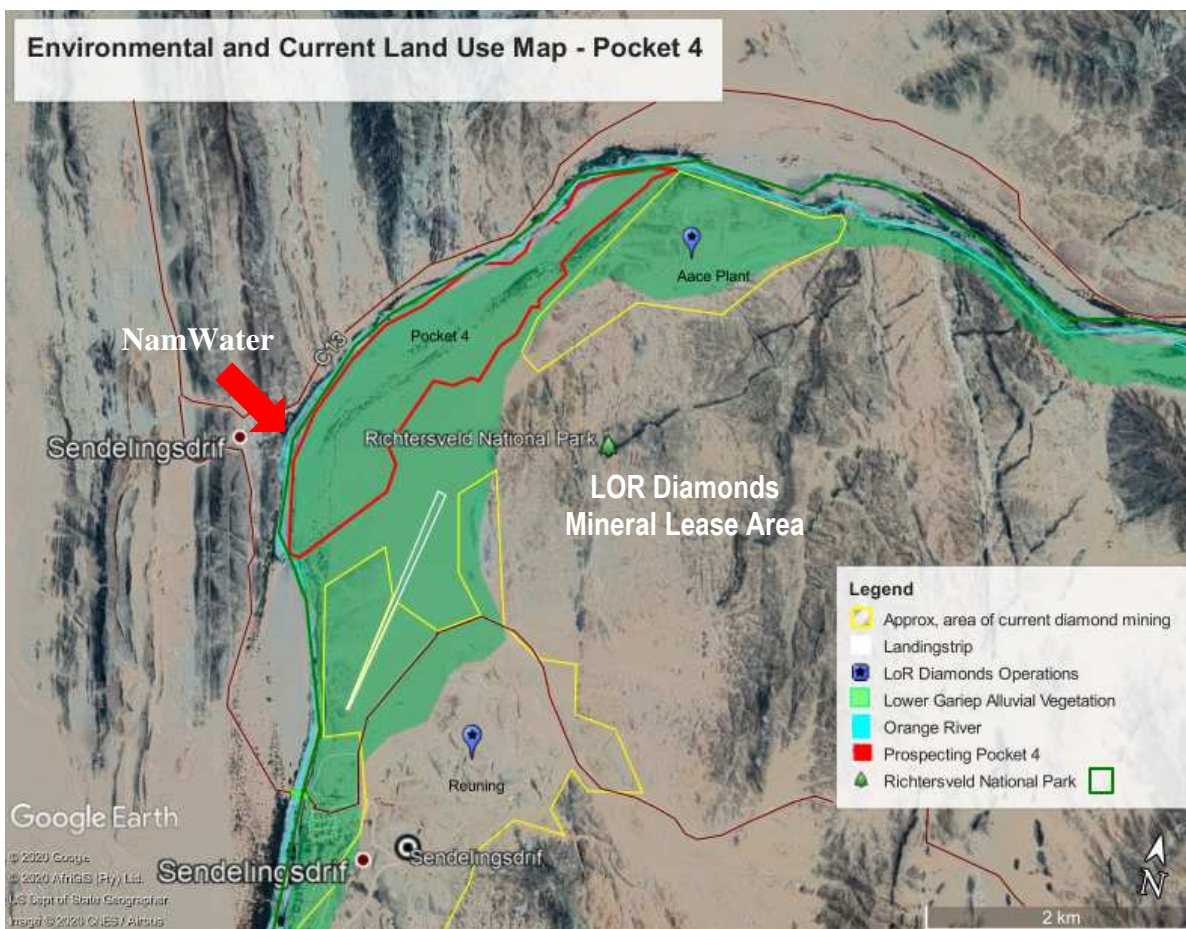 Environmental and Current Land Use Map - Pocket 4
Aace Plant
NamWater
C13
Pocket 4
Sendelingsdrif
Richtersveld National Park
LOR Diamonds
Mineral Lease Area
Legend
Approx, area of current diamond mining
Landingstrip
LoR Diamonds Operations
Lower Gariep Alluvial Vegetation
Orange River
Prospecting Pocket 4
Richtersveld National Park
Reuning
Google Earth
Sendelingsdrif
Sendelingsdrif
© 2020 Google
© 2020 AfriGIS (Pty) Ltd.
US Dept of State Geographer
Image © 2020 CNES / Airbus
N
2 km